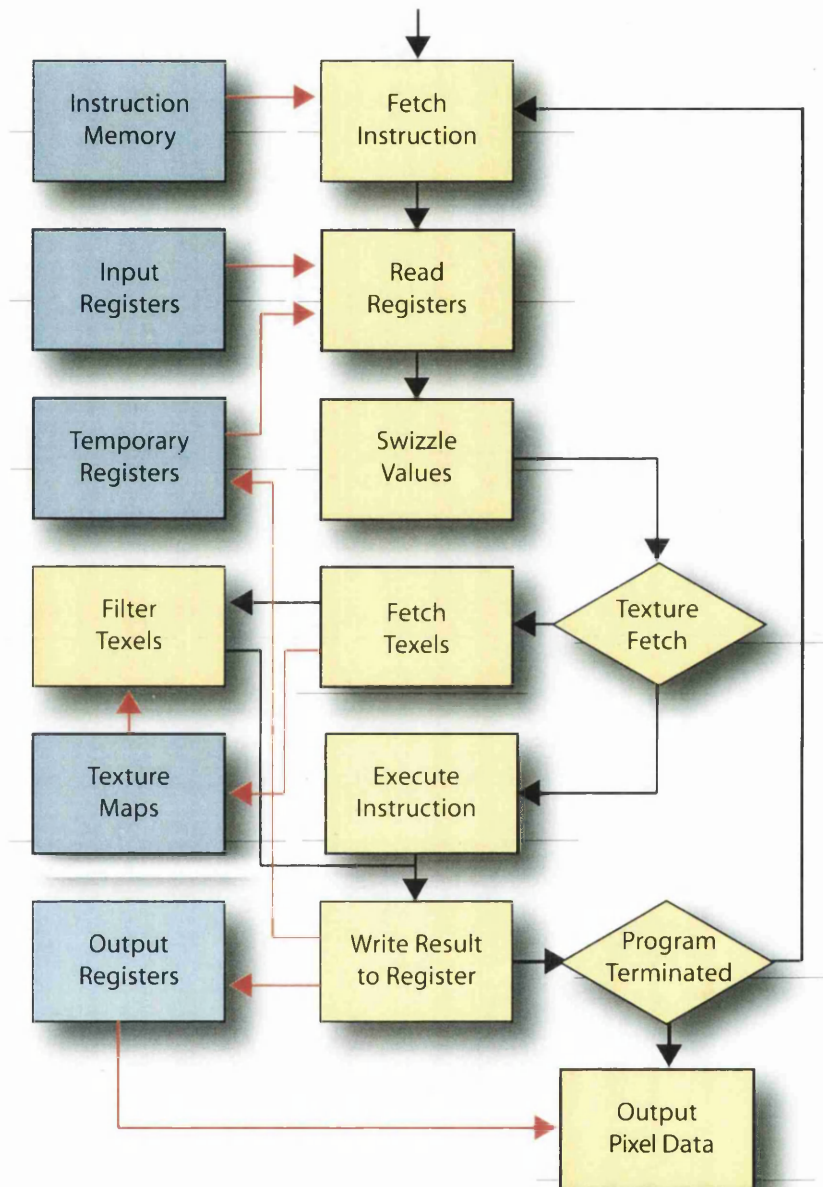 Instruction
Memory
Fetch
Instruction
Input
Registers
Read
Registers
Temporary
Registers
Swizzle
Values
Filter
Texels
Fetch
Texels
Texture
Fetch
Texture
Maps
Execute
Instruction
Output
Registers
Write Result
to Register
Program
Terminated
Output
Pixel Data